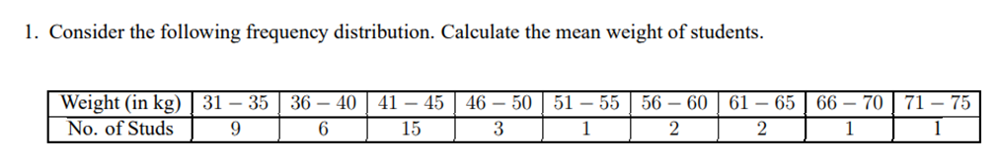 1. Consider the following frequency distribution. Calculate the mean weight of students.
Weight (in kg) 31 – 35 36 – 40 41 – 45 46 – 50 51 – 55 56 – 60 61 – 65 66 – 70 71 – 75
No. of Studs 9 6 15 3 1 2 2 1 1